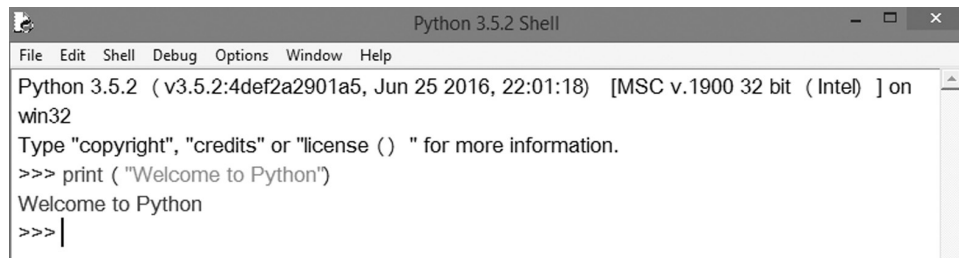 Python 3.5.2 Shell
File Edit Shell Debug Options Window Help
Python 3.5.2 (v3.5.2:4def2a2901a5, Jun 25 2016, 22:01:18) [MSC v.1900 32 bit (Intel) ] on
win32
Type "copyright", "credits" or "license () " for more information.
>>> print ( "Welcome to Python")
Welcome to Python
>>>